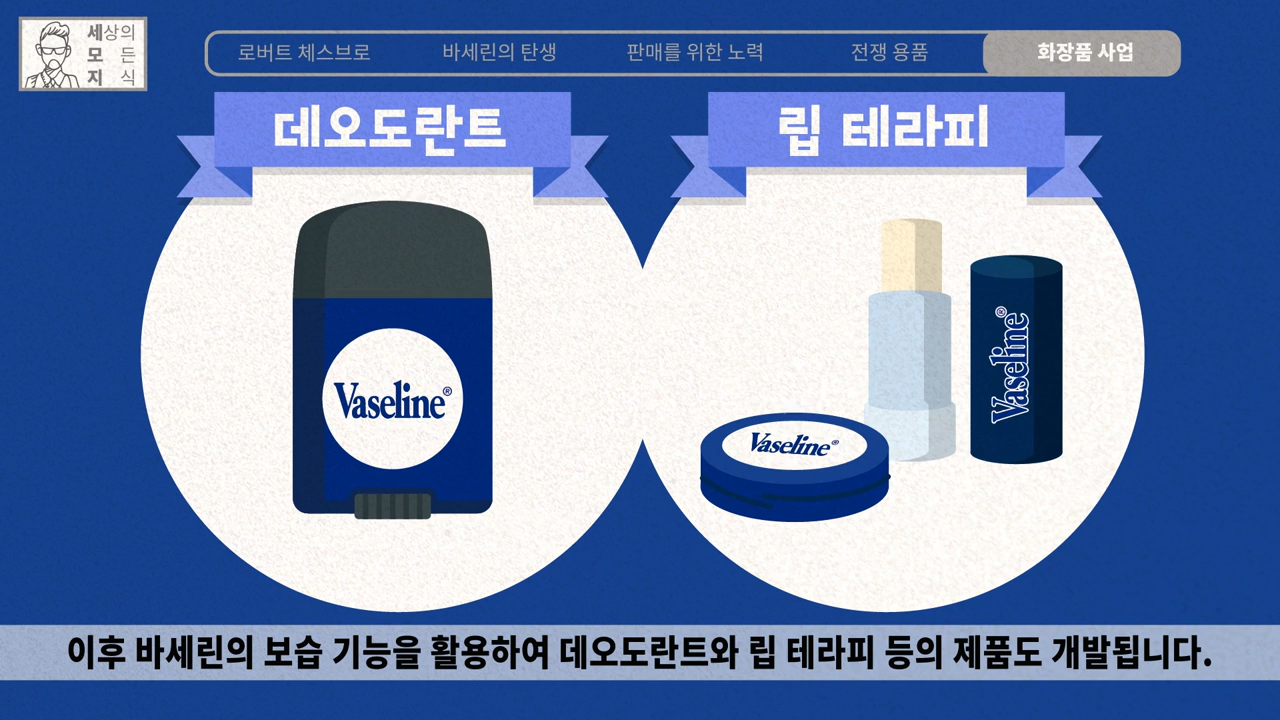 세상의
모든
지식
로버트 체스브로
바세린의 탄생
판매를 위한 노력
전쟁 용품
화장품 사업
데오도란트
립 테라피
Vaseline®
Vaseline®
Vaseline®
이후 바세린의 보습 기능을 활용하여 데오도란트와 립 테라피 등의 제품도 개발됩니다.